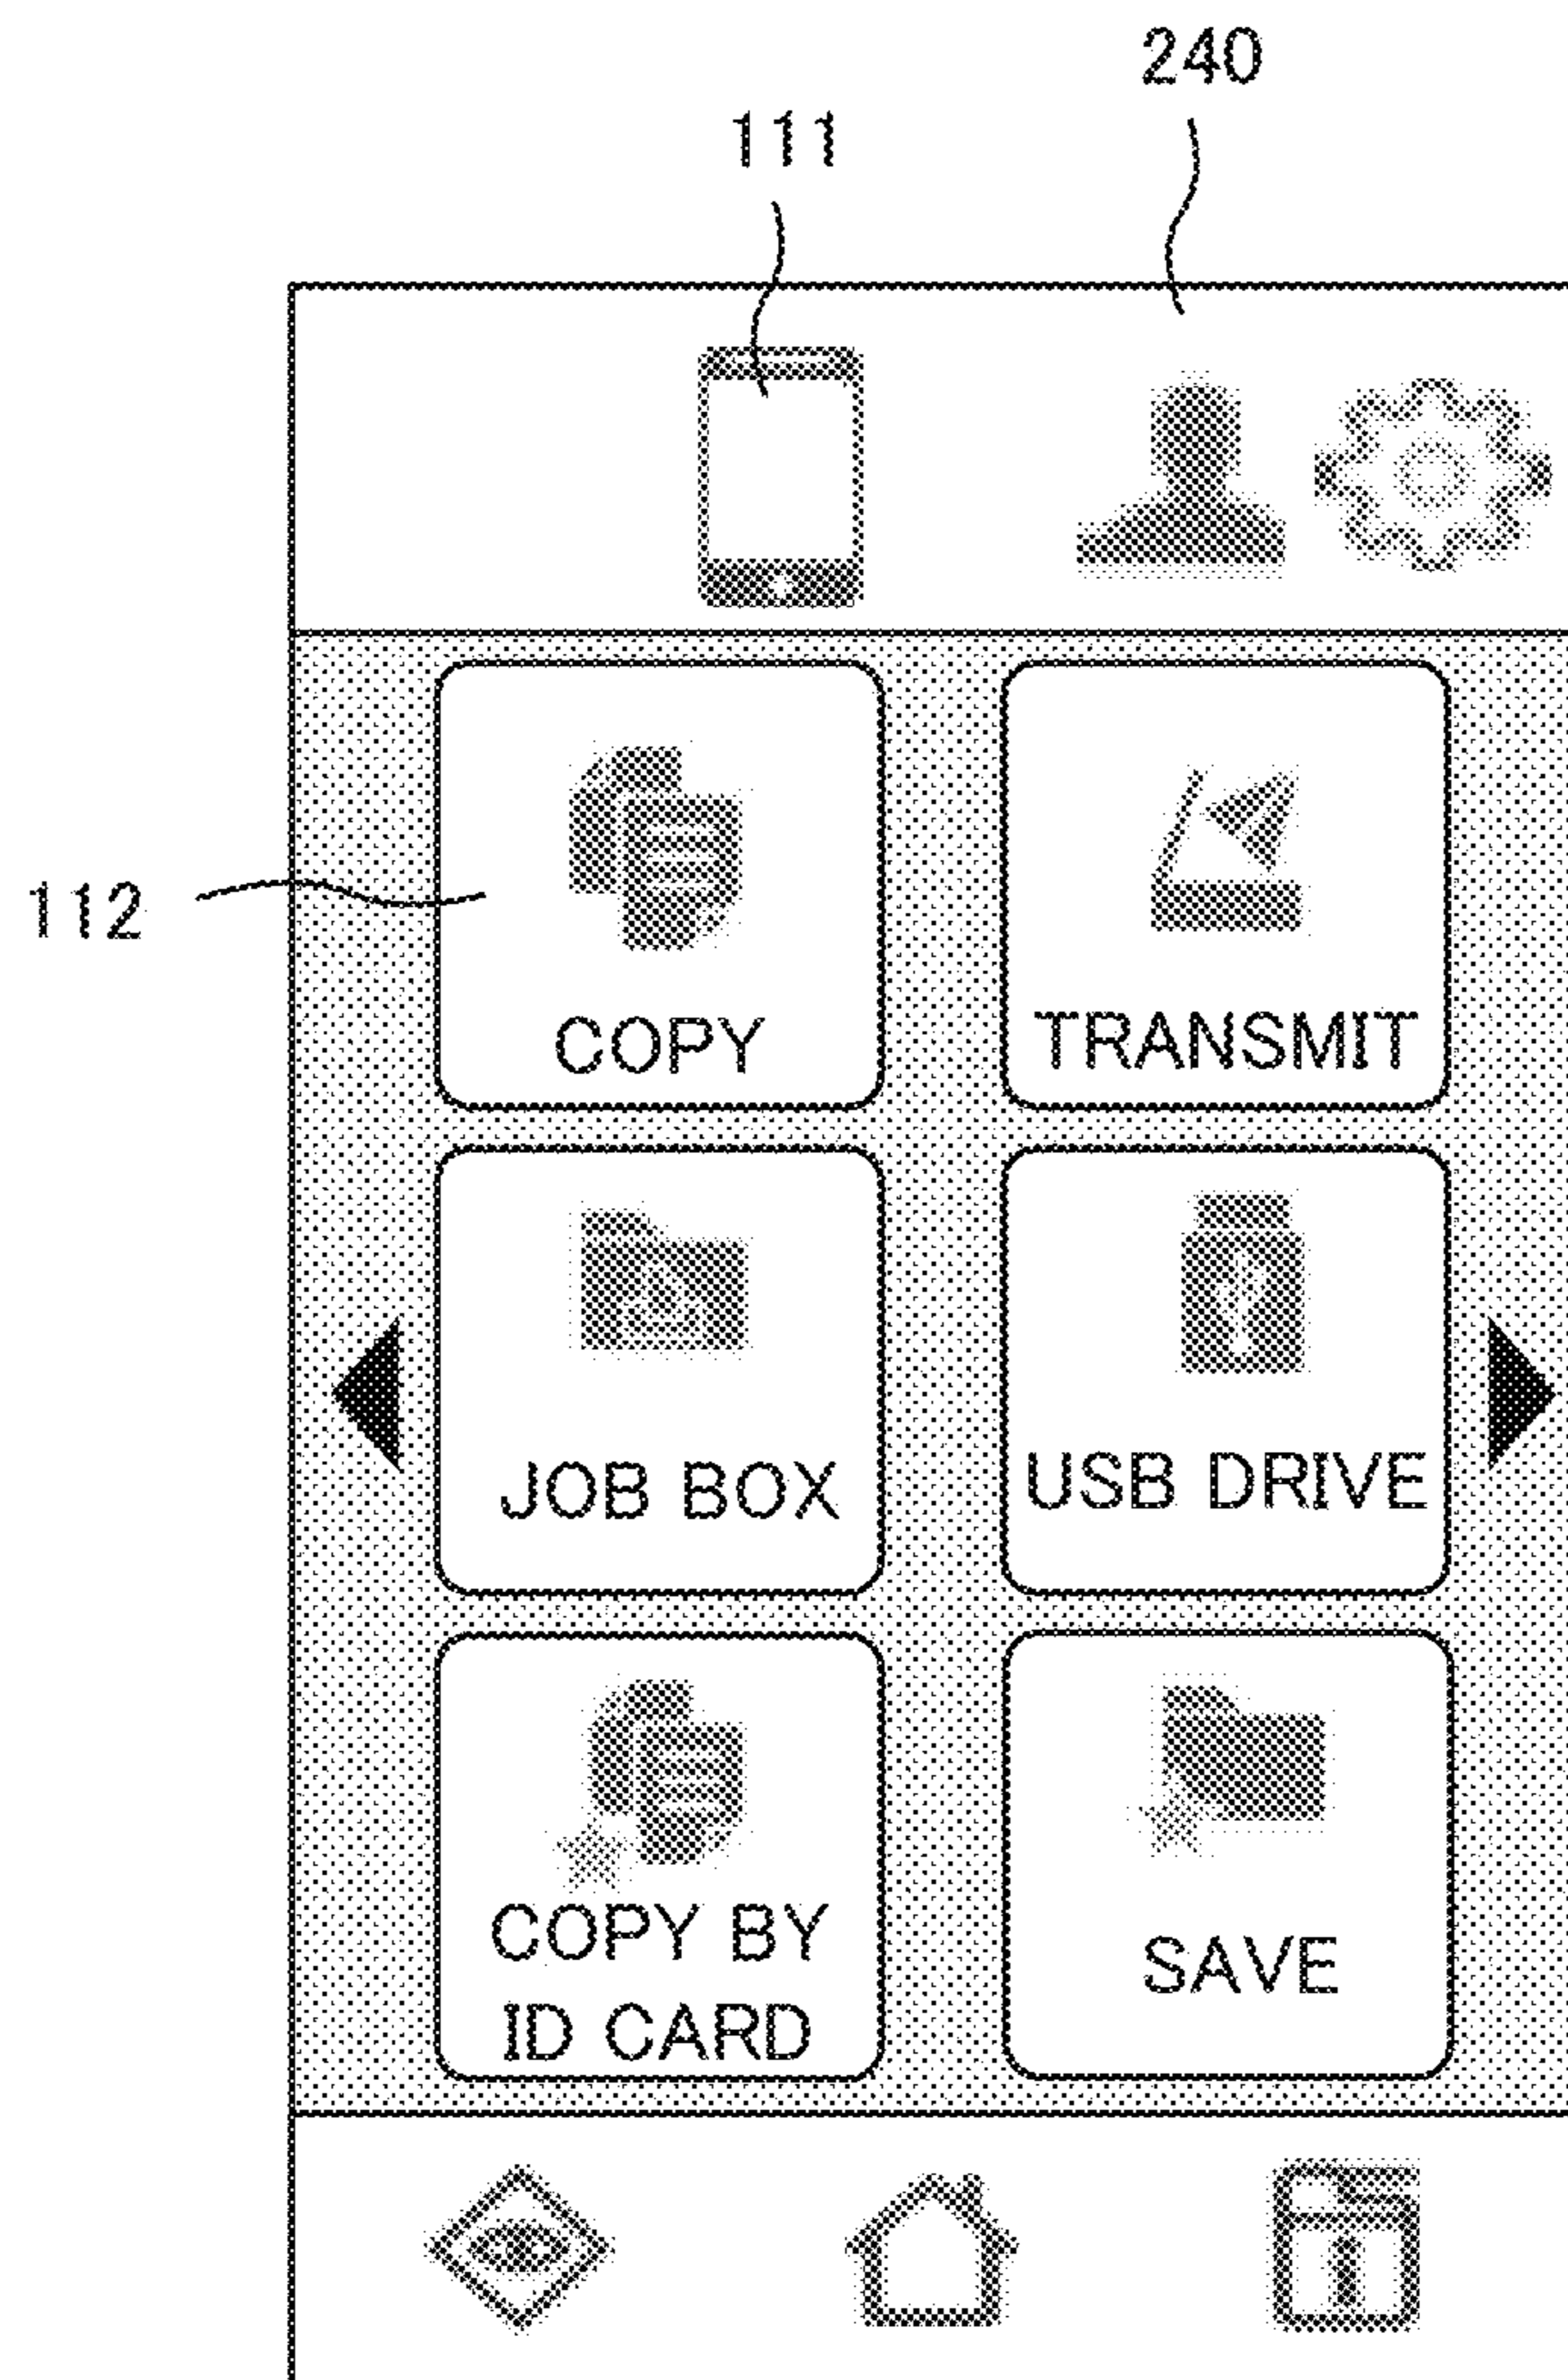 240
111
112
COPY
TRANSMIT
JOB BOX
USB DRIVE
COPY BY
ID CARD
SAVE